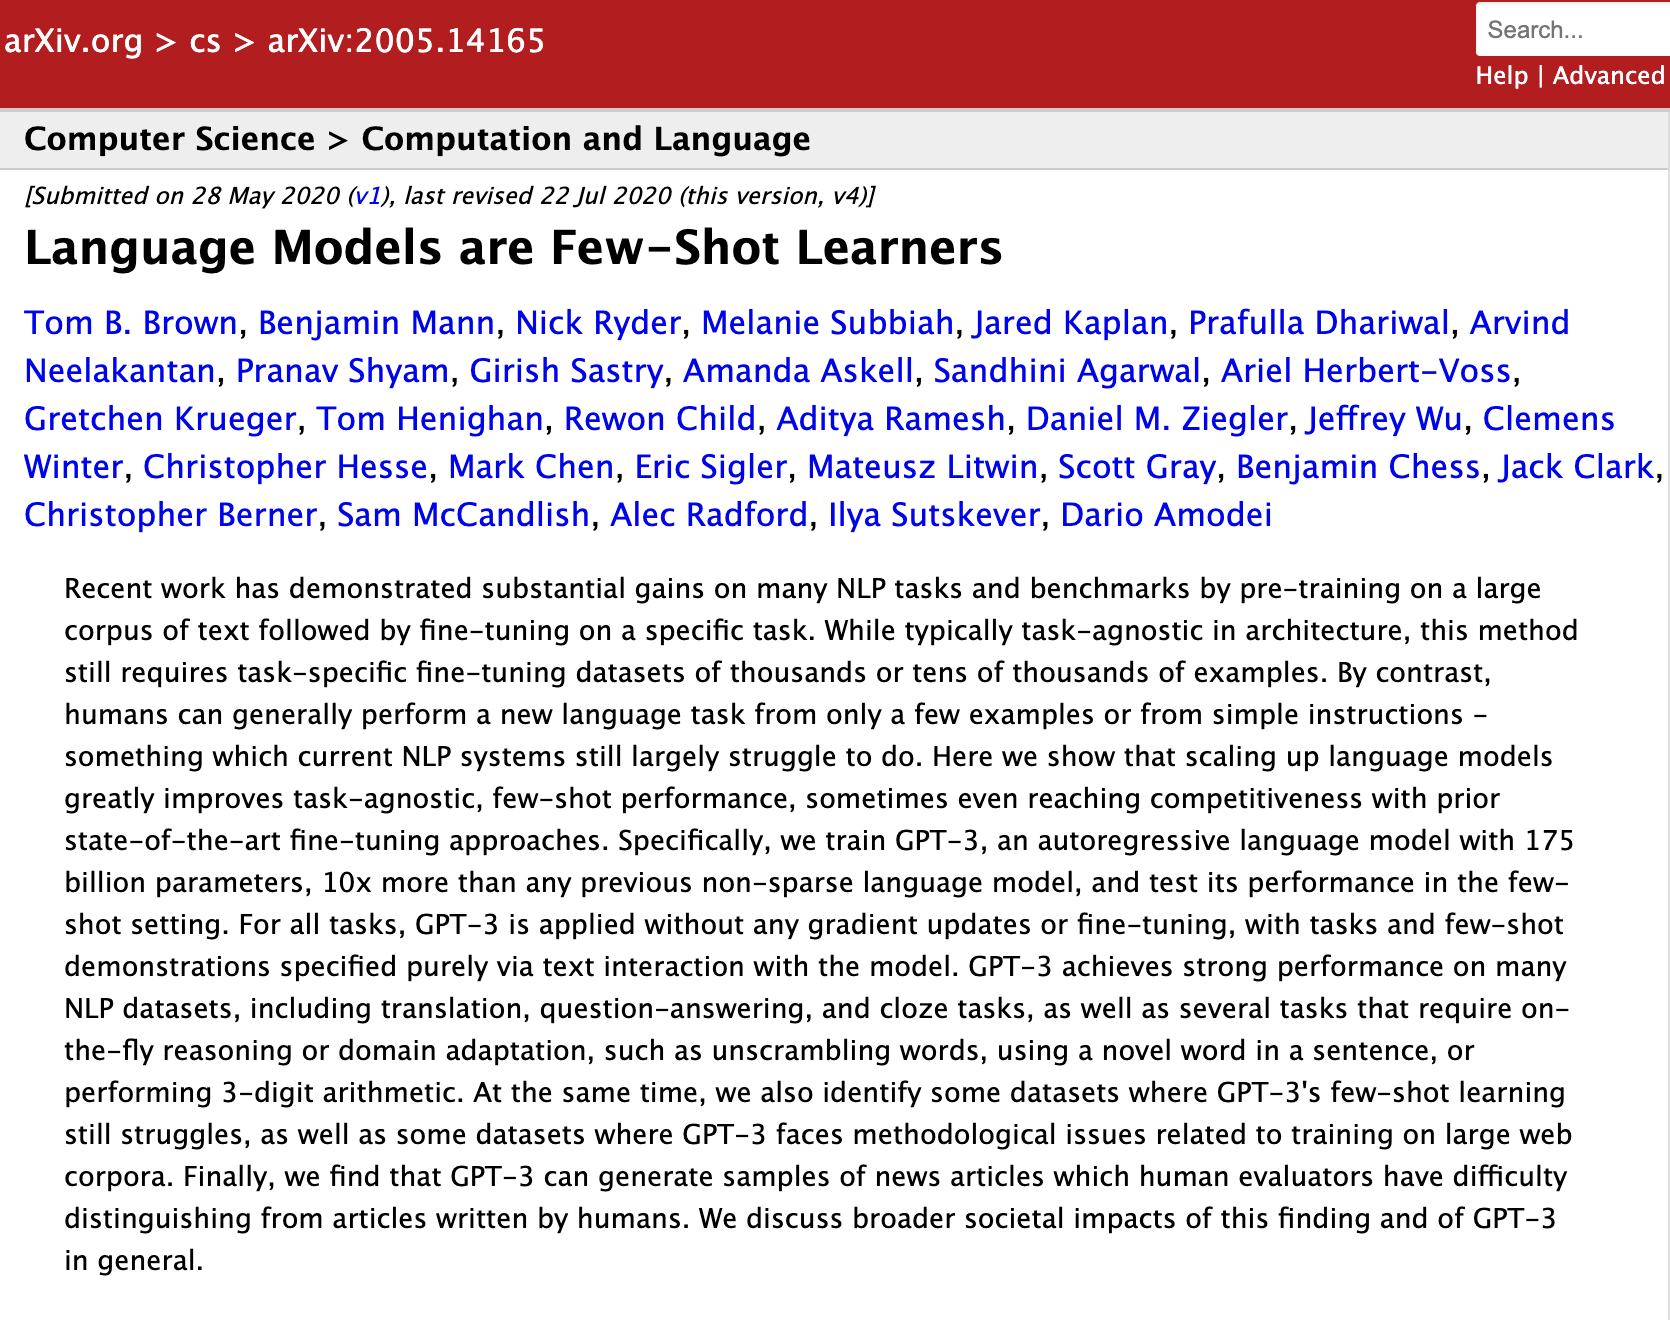 arXiv.org > cs > arXiv:2005.14165
Search...
Help | Advanced
Computer Science > Computation and Language
[Submitted on 28 May 2020 (v1), last revised 22 Jul 2020 (this version, v4)]
Language Models are Few-Shot Learners
Tom B. Brown, Benjamin Mann, Nick Ryder, Melanie Subbiah, Jared Kaplan, Prafulla Dhariwal, Arvind
Neelakantan, Pranav Shyam, Girish Sastry, Amanda Askell, Sandhini Agarwal, Ariel Herbert-Voss,
Gretchen Krueger, Tom Henighan, Rewon Child, Aditya Ramesh, Daniel M. Ziegler, Jeffrey Wu, Clemens
Winter, Christopher Hesse, Mark Chen, Eric Sigler, Mateusz Litwin, Scott Gray, Benjamin Chess, Jack Clark,
Christopher Berner, Sam McCandlish, Alec Radford, Ilya Sutskever, Dario Amodei
Recent work has demonstrated substantial gains on many NLP tasks and benchmarks by pre-training on a large
corpus of text followed by fine-tuning on a specific task. While typically task-agnostic in architecture, this method
still requires task-specific fine-tuning datasets of thousands or tens of thousands of examples. By contrast,
humans can generally perform a new language task from only a few examples or from simple instructions -
something which current NLP systems still largely struggle to do. Here we show that scaling up language models
greatly improves task-agnostic, few-shot performance, sometimes even reaching competitiveness with prior
state-of-the-art fine-tuning approaches. Specifically, we train GPT-3, an autoregressive language model with 175
billion parameters, 10x more than any previous non-sparse language model, and test its performance in the few-
shot setting. For all tasks, GPT-3 is applied without any gradient updates or fine-tuning, with tasks and few-shot
demonstrations specified purely via text interaction with the model. GPT-3 achieves strong performance on many
NLP datasets, including translation, question-answering, and cloze tasks, as well as several tasks that require on-
the-fly reasoning or domain adaptation, such as unscrambling words, using a novel word in a sentence, or
performing 3-digit arithmetic. At the same time, we also identify some datasets where GPT-3's few-shot learning
still struggles, as well as some datasets where GPT-3 faces methodological issues related to training on large web
corpora. Finally, we find that GPT-3 can generate samples of news articles which human evaluators have difficulty
distinguishing from articles written by humans. We discuss broader societal impacts of this finding and of GPT-3
in general.